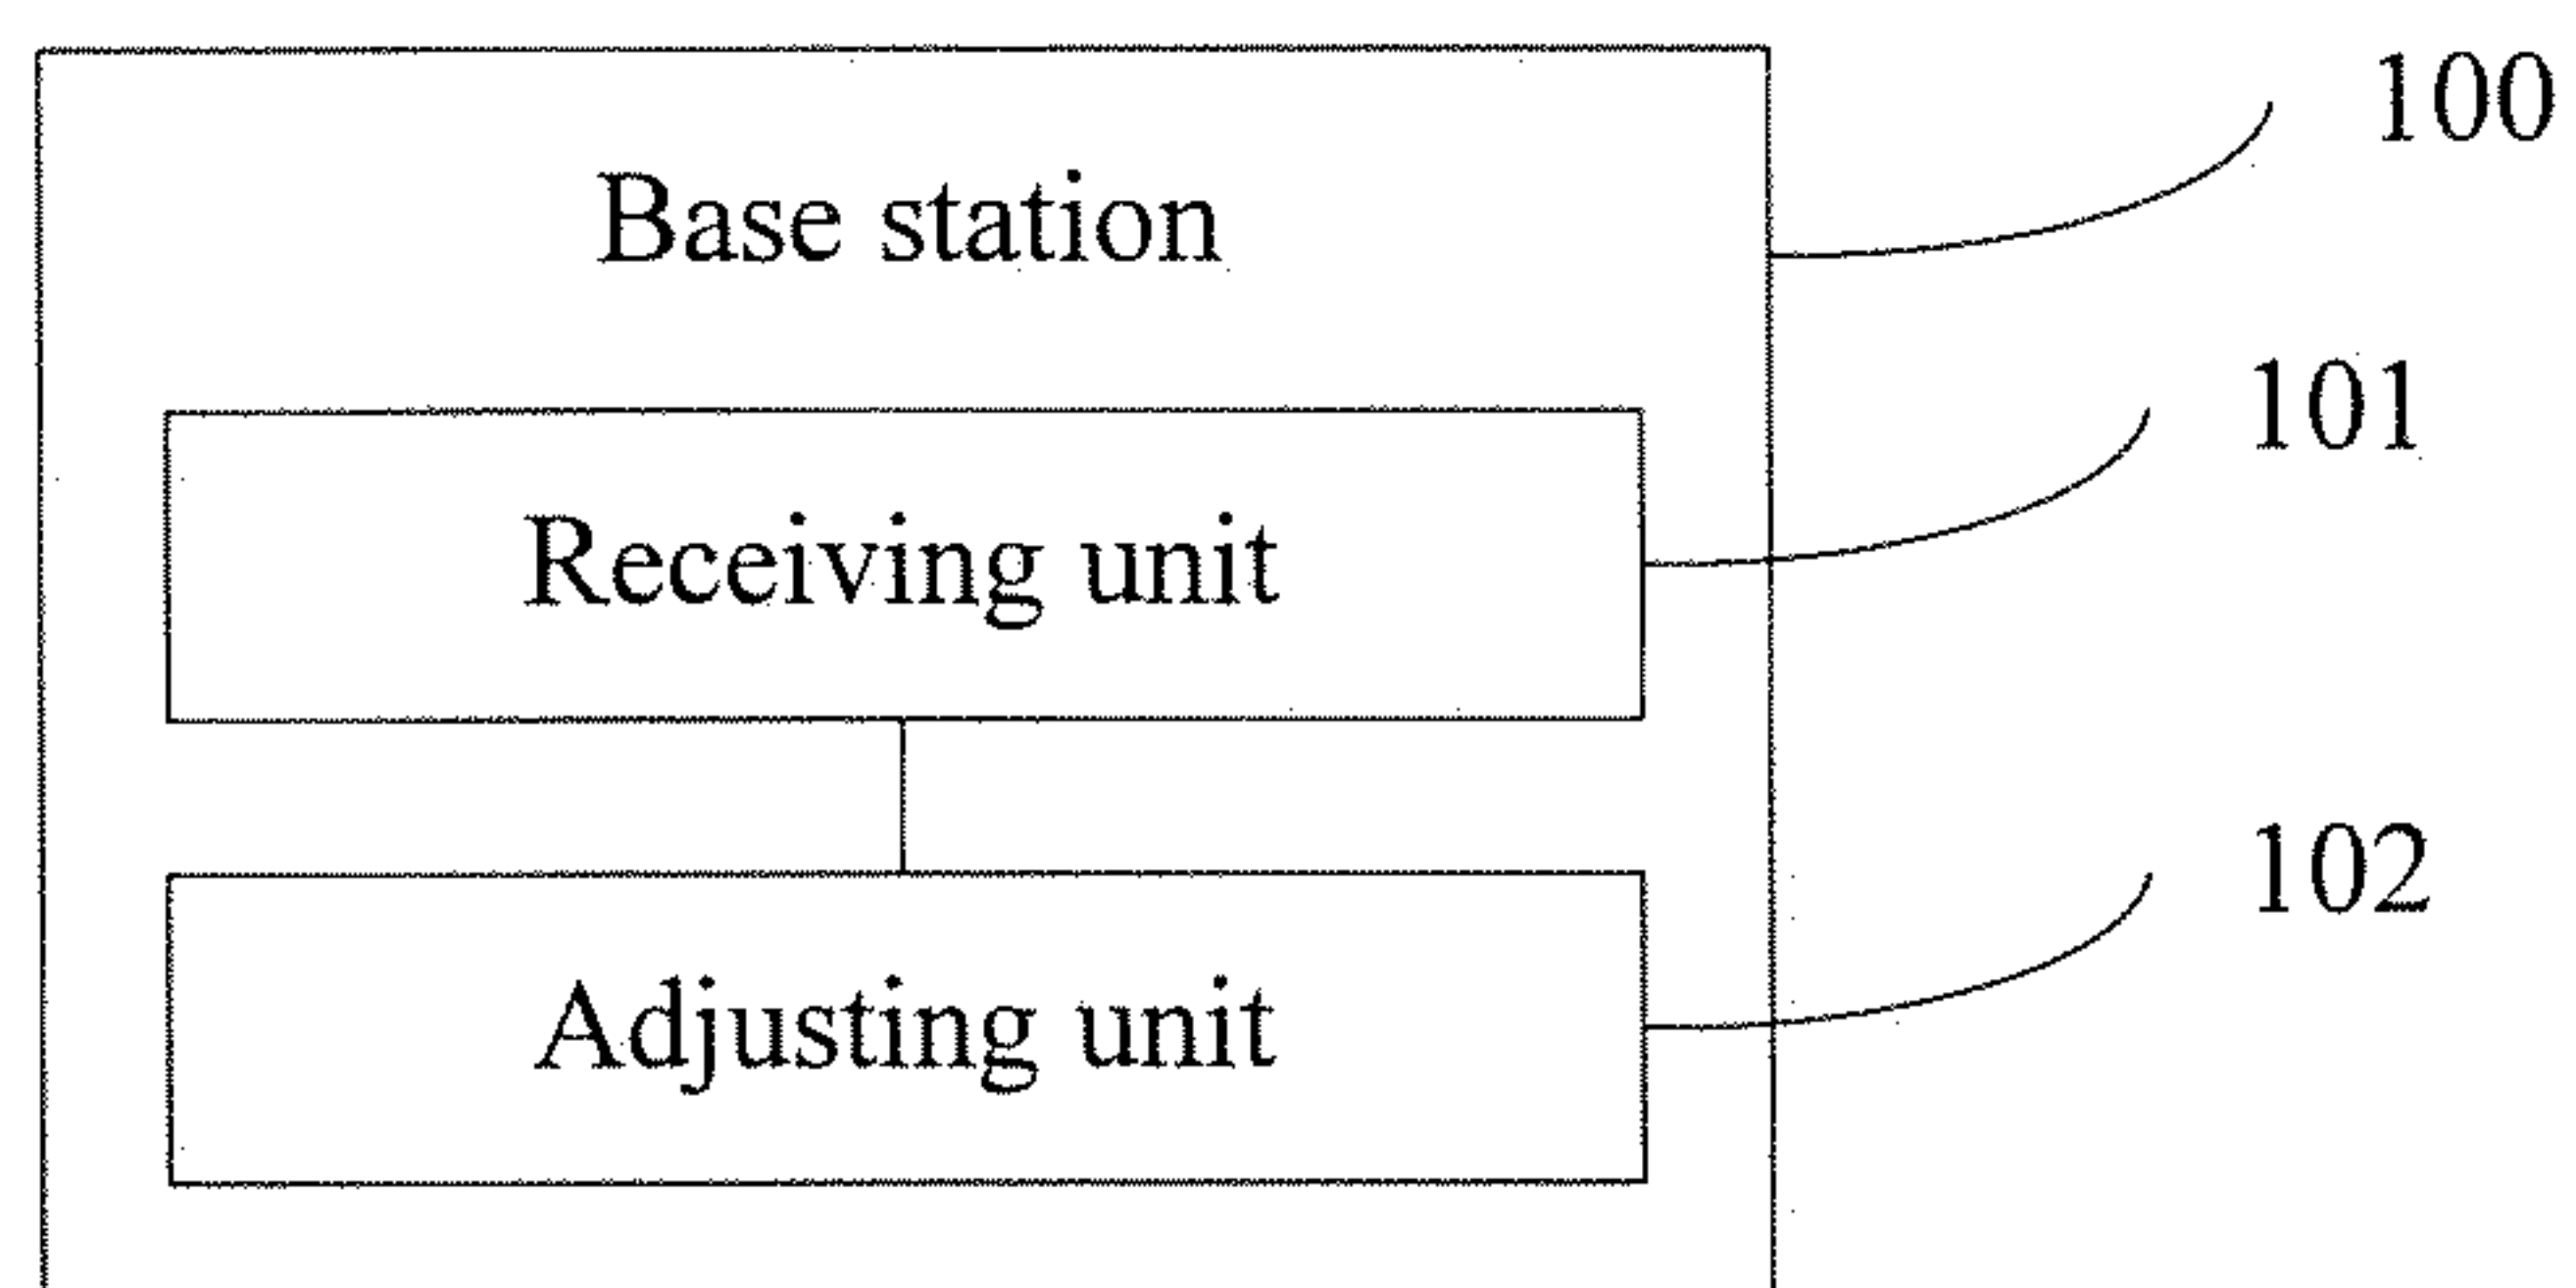 100
Base station
101
Receiving unit
102
Adjusting unit